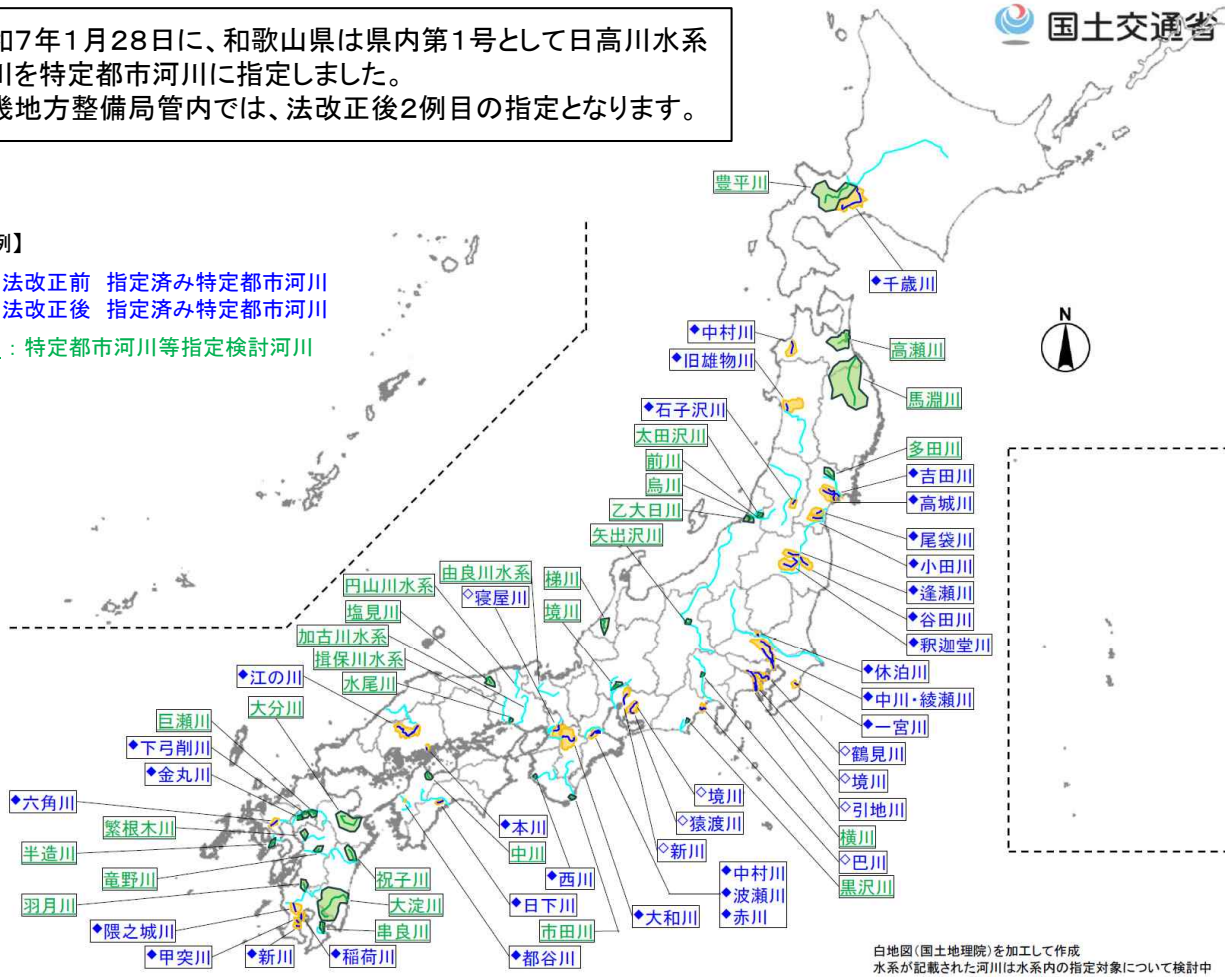 和7年1月28日に、和歌山県は県内第1号として日高川水系
川を特定都市河川に指定しました。
畿地方整備局管内では、法改正後2例目の指定となります。
国土交通省
例】
法改正前 指定済み特定都市河川
法改正後 指定済み特定都市河川
：特定都市河川等指定検討河川
N
豊平川
◆千歳川
◆中村川
◆旧雄物川
高瀬川
馬淵川
◆石子沢川
太田沢川
前川
烏川
乙大日川
矢出沢川
多田川
◆吉田川
◆高城川
◆尾袋川
◆小田川
◆逢瀬川
◆谷田川
◆釈迦堂川
◆休泊川
◆中川・綾瀬川
◆一宮川
◇鶴見川
◇境川
◇引地川
横川
◇巴川
黒沢川
円山川水系
由良川水系
◇寝屋川
梯川
境川
塩見川
加古川水系
揖保川水系
水尾川
◆江の川
大分川
巨瀬川
◆下弓削川
◆金丸川
◆六角川
繁根木川
半造川
竜野川
羽月川
◆隈之城川
◆甲突川
◆新川
◆稲荷川
串良川
大淀川
祝子川
◆本川
中川
◆西川
◆日下川
◆都谷川
市田川
◆大和川
◇境川
◇猿渡川
◇新川
◆中村川
◆波瀬川
◆赤川
白地図（国土地理院）を加工して作成
水系が記載された河川は水系内の指定対象について検討中